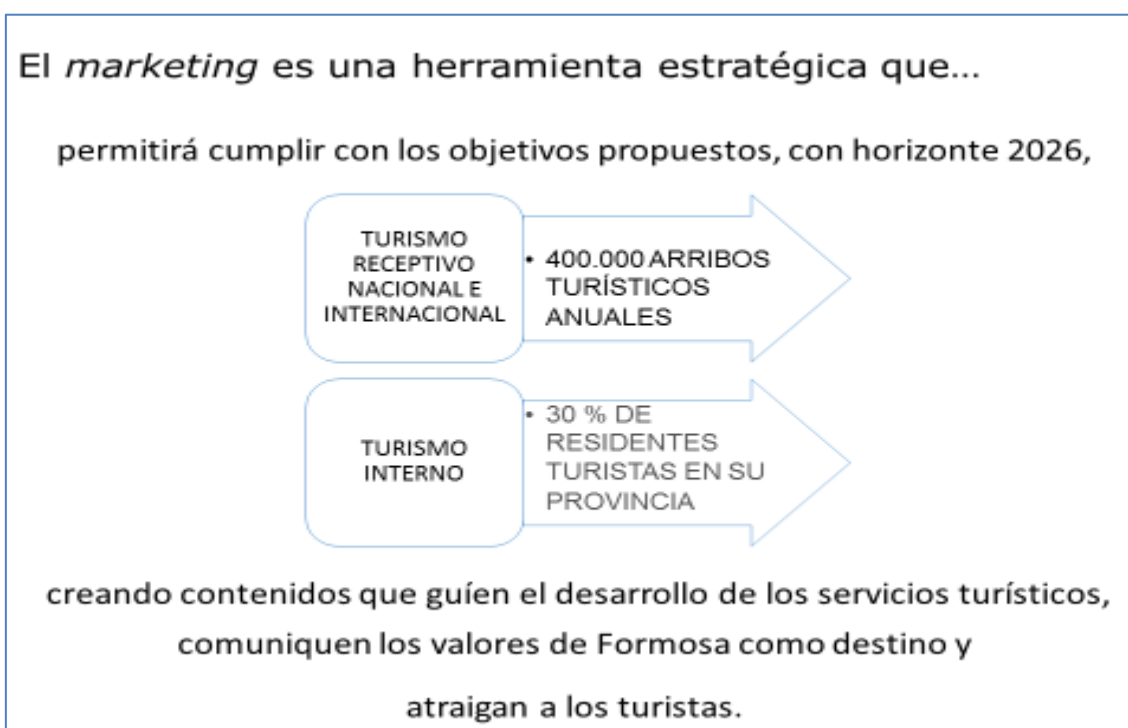 El marketing es una herramienta estratégica que...
permitirá cumplir con los objetivos propuestos, con horizonte 2026,
TURISMO
RECEPTIVO
NACIONAL E
INTERNACIONAL
• 400.000 ARRIBOS
TURÍSTICOS
ANUALES
TURISMO
INTERNO
• 30 % DE
RESIDENTES
TURISTAS EN SU
PROVINCIA
creando contenidos que guíen el desarrollo de los servicios turísticos,
comuniquen los valores de Formosa como destino y
atraigan a los turistas.